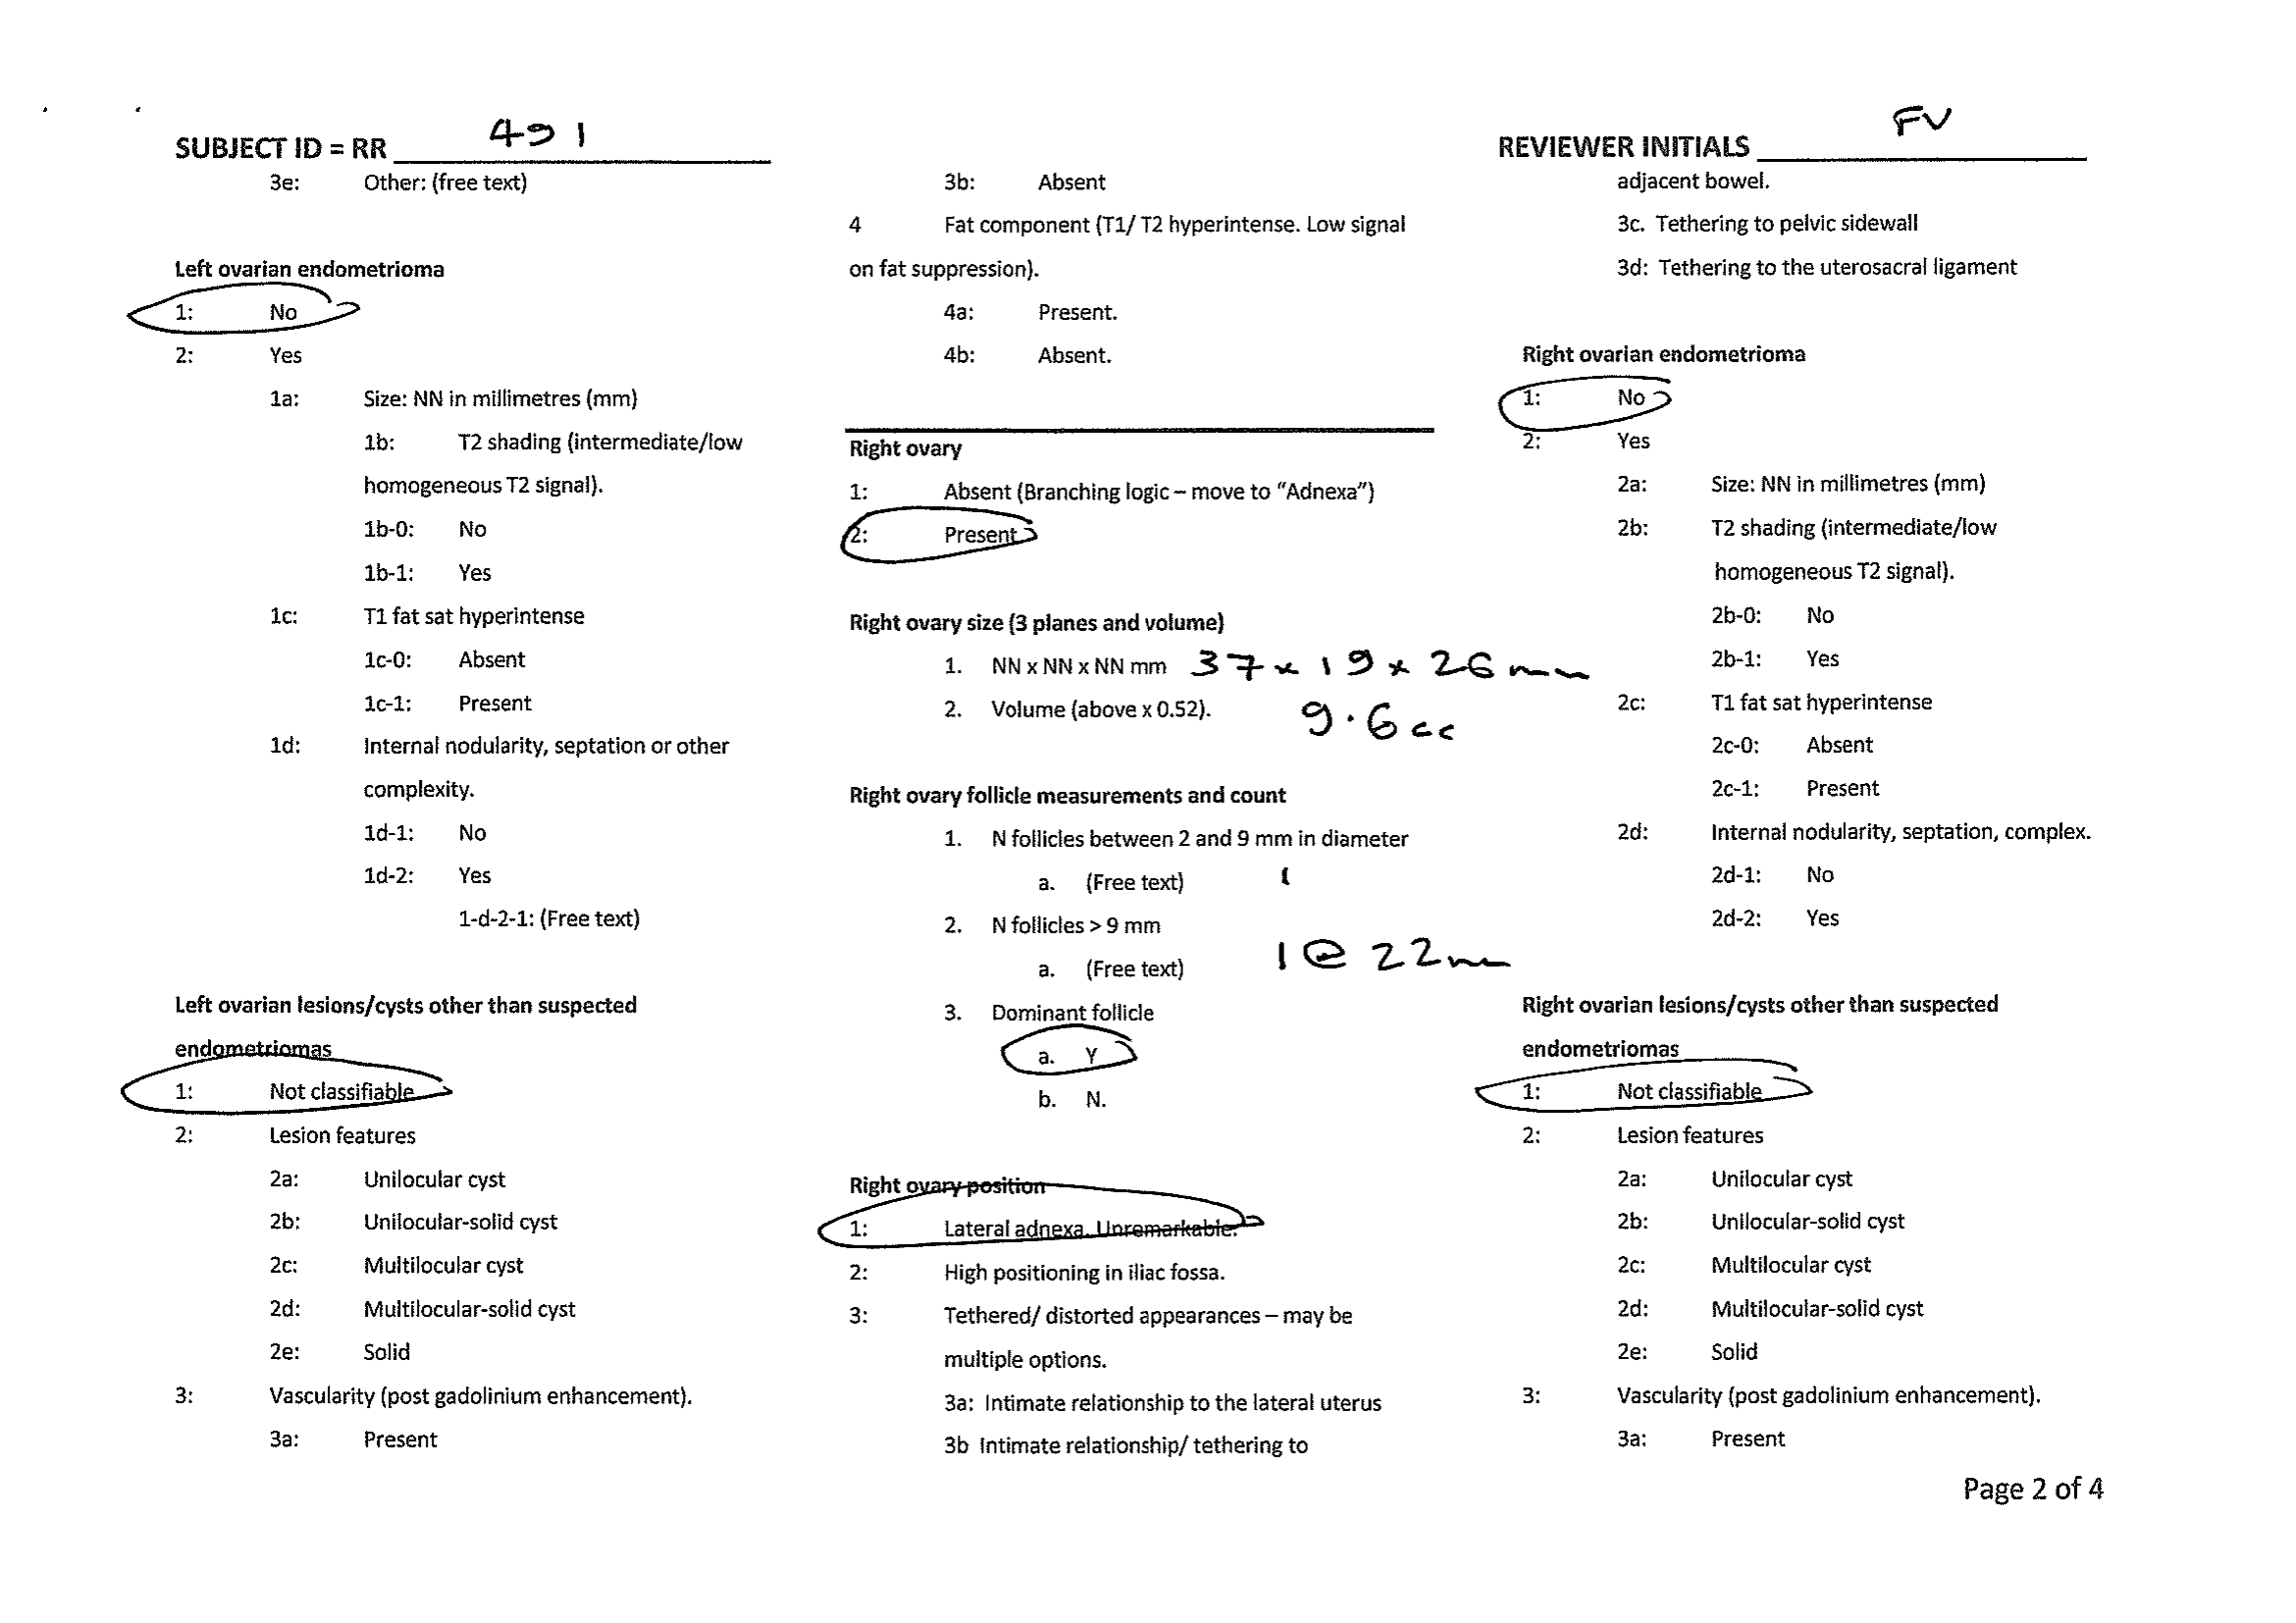 SUBJECT ID = RR 491
REVIEWER INITIALS FV
3e: Other: (free text)
Left ovarian endometrioma
1: No
2: Yes
1a: Size: NN in millimetres (mm)
1b: T2 shading (intermediate/low
homogeneous T2 signal).
1b-0: No
1b-1: Yes
1c: T1 fat sat hyperintense
1c-0: Absent
1c-1: Present
1d: Internal nodularity, septation or other
complexity.
1d-1: No
1d-2: Yes
1-d-2-1: (Free text)
Left ovarian lesions/cysts other than suspected
endometriomas
1: Not classifiable
2: Lesion features
2a: Unilocular cyst
2b: Unilocular-solid cyst
2c: Multilocular cyst
2d: Multilocular-solid cyst
2e: Solid
3: Vascularity (post gadolinium enhancement).
3a: Present
3b: Absent
4 Fat component (T1/ T2 hyperintense. Low signal
on fat suppression).
4a: Present.
4b: Absent.
Right ovary
1: Absent (Branching logic – move to “Adnexa”)
2: Present
Right ovary size (3 planes and volume)
1. NN x NN x NN mm 37 x 19 x 26 mm
2. Volume (above x 0.52). 9.6 cc
Right ovary follicle measurements and count
1. N follicles between 2 and 9 mm in diameter
a. (Free text) 1
2. N follicles > 9 mm
a. (Free text) 1 @ 22mm
3. Dominant follicle
a. Y
b. N.
Right ovary position
1: Lateral adnexa. Unremarkable.
2: High positioning in iliac fossa.
3: Tethered/ distorted appearances – may be
multiple options.
3a: Intimate relationship to the lateral uterus
3b Intimate relationship/ tethering to
adjacent bowel.
3c. Tethering to pelvic sidewall
3d: Tethering to the uterosacral ligament
Right ovarian endometrioma
1: No
2: Yes
2a: Size: NN in millimetres (mm)
2b: T2 shading (intermediate/low
homogeneous T2 signal).
2b-0: No
2b-1: Yes
2c: T1 fat sat hyperintense
2c-0: Absent
2c-1: Present
2d: Internal nodularity, septation, complex.
2d-1: No
2d-2: Yes
Right ovarian lesions/cysts other than suspected
endometriomas
1: Not classifiable
2: Lesion features
2a: Unilocular cyst
2b: Unilocular-solid cyst
2c: Multilocular cyst
2d: Multilocular-solid cyst
2e: Solid
3: Vascularity (post gadolinium enhancement).
3a: Present
Page 2 of 4